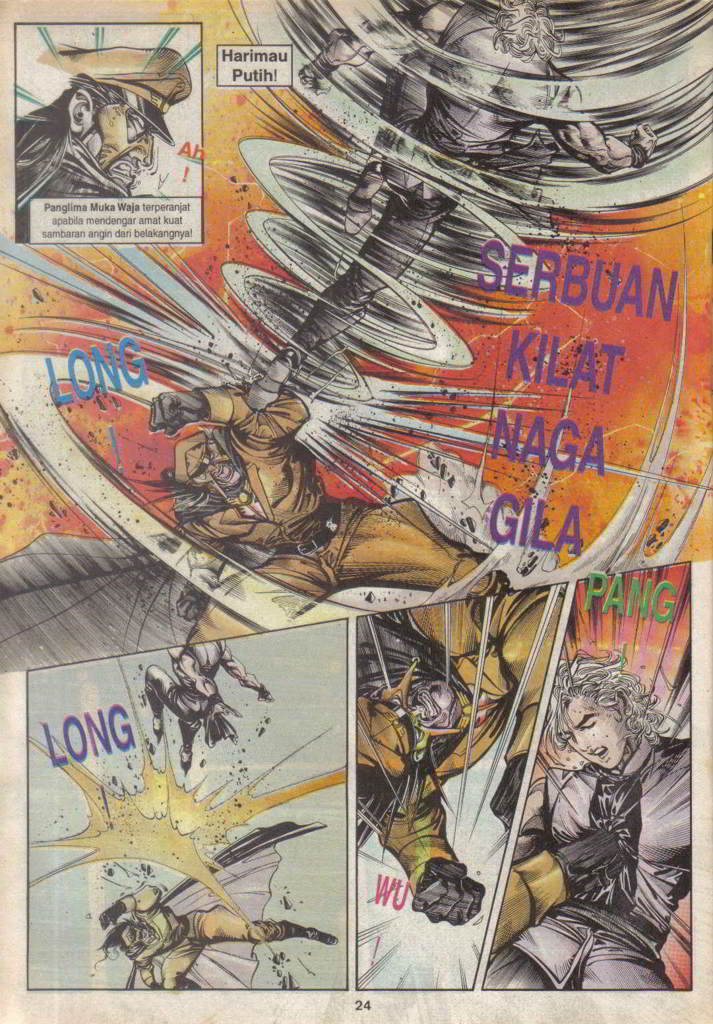 Harimau
Putih!
Ah
!
Panglima Muka Waja terperanjat
apabila mendengar amat kuat
sambaran angin dari belakangnya!
SERBUAN
KILAT
NAGA
GILA
LONG
!
LONG
WU
!
PANG
24